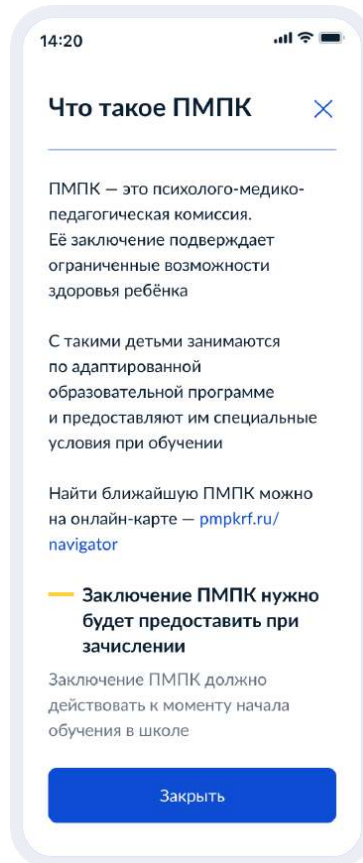 14:20
Что такое ПМПК
ПМПК — это психолого-медико-
педагогическая комиссия.
Её заключение подверждает
ограниченные возможности
здоровья ребёнка
С такими детьми занимаются
по адаптированной
образовательной программе
и предоставляют им специальные
условия при обучении
Найти ближайшую ПМПК можно
на онлайн-карте — pmpkrf.ru/
navigator
Заключение ПМПК нужно
будет предоставить при
зачислении
Заключение ПМПК должно
действовать к моменту начала
обучения в школе
Закрыть